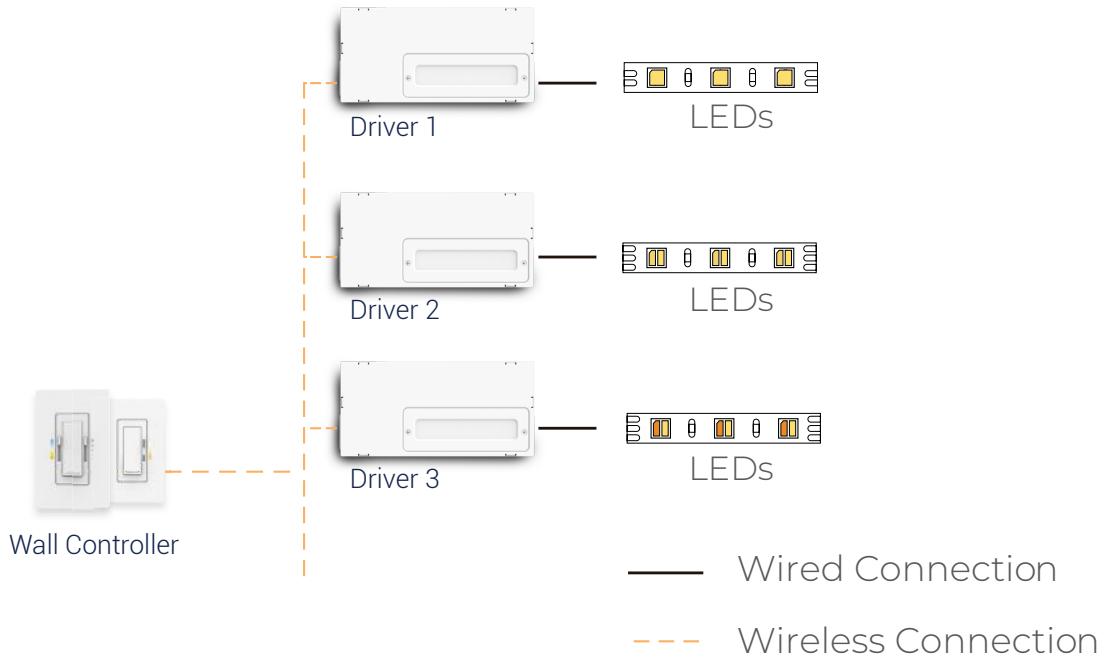 Driver 1
LEDs
Driver 2
LEDs
Driver 3
LEDs
Wall Controller
Wired Connection
Wireless Connection